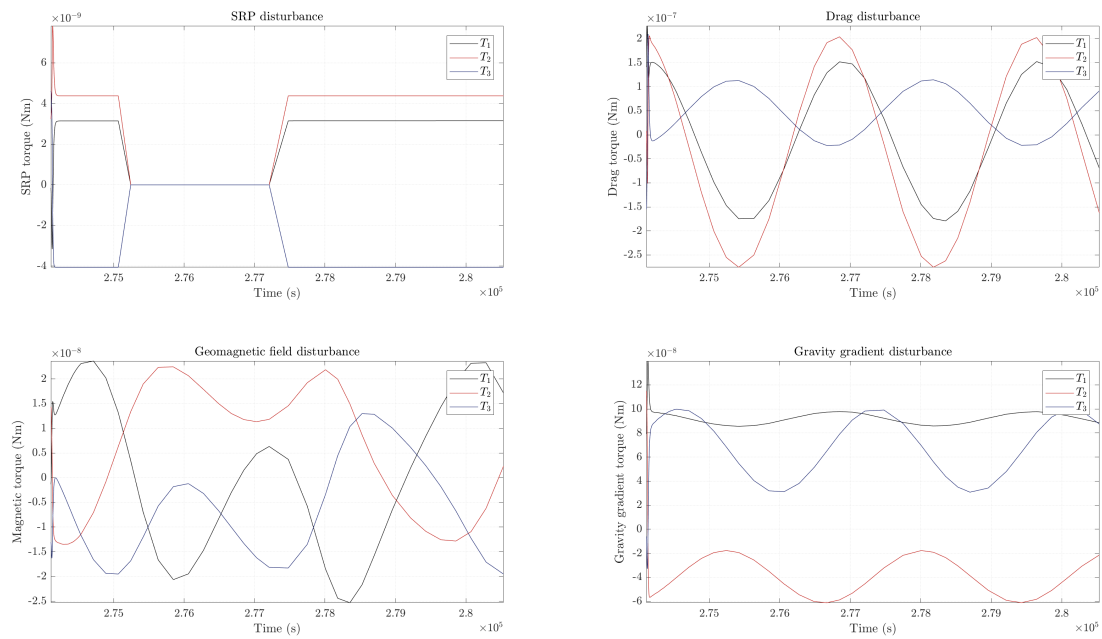 SRP disturbance
×10⁻⁹
SRP torque (Nm)
6
4
2
0
-2
-4
2.75
2.76
2.77
2.78
2.79
2.8
×10⁵
Time (s)
T₁
T₂
T₃
Drag disturbance
×10⁻⁷
Drag torque (Nm)
2
1.5
1
0.5
0
-0.5
-1
-1.5
-2
-2.5
2.75
2.76
2.77
2.78
2.79
2.8
×10⁵
Time (s)
T₁
T₂
T₃
Geomagnetic field disturbance
×10⁻⁸
Magnetic torque (Nm)
2
1.5
1
0.5
0
-0.5
-1
-1.5
-2
-2.5
2.75
2.76
2.77
2.78
2.79
2.8
×10⁵
Time (s)
T₁
T₂
T₃
Gravity gradient disturbance
×10⁻⁸
Gravity gradient torque (Nm)
12
10
8
6
4
2
0
-2
-4
-6
2.75
2.76
2.77
2.78
2.79
2.8
×10⁵
Time (s)
T₁
T₂
T₃